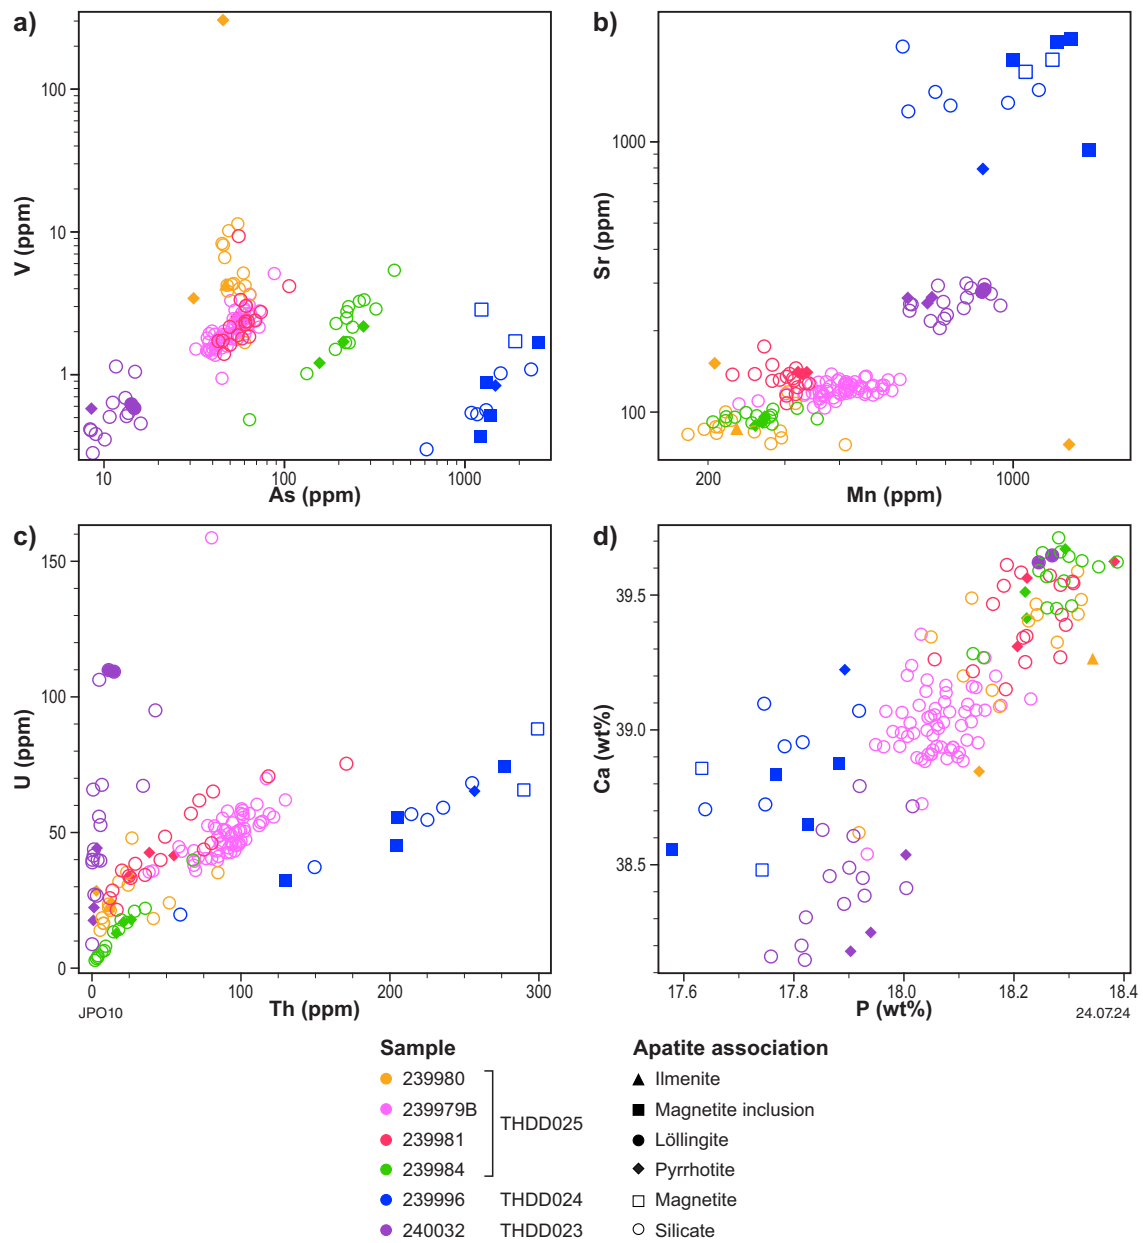 a)
100
10
1
V (ppm)
10
100
1000
As (ppm)
b)
1000
100
Sr (ppm)
200
1000
Mn (ppm)
c)
150
100
50
0
U (ppm)
0
100
200
300
Th (ppm)
JPO10
d)
39.5
39.0
38.5
Ca (wt%)
17.6
17.8
18.0
18.2
18.4
P (wt%)
24.07.24
Sample
239980
239979B
239981
239984
THDD025
239996 THDD024
240032 THDD023
Apatite association
Ilmenite
Magnetite inclusion
Löllingite
Pyrrhotite
Magnetite
Silicate